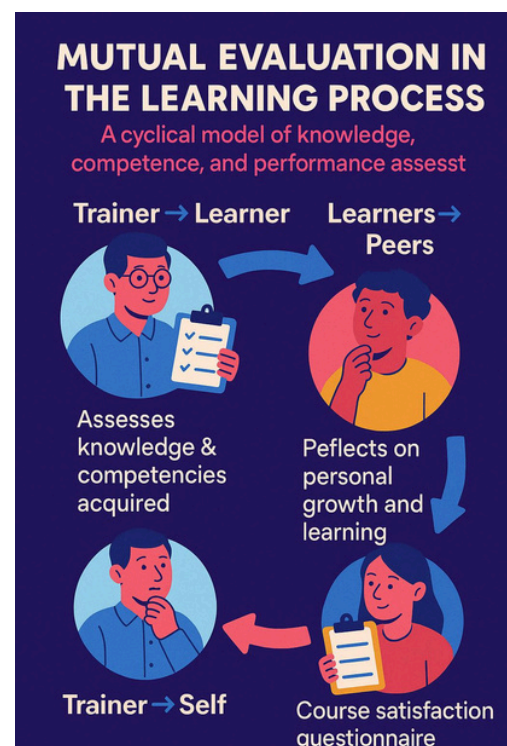 MUTUAL EVALUATION IN
THE LEARNING PROCESS
A cyclical model of knowledge,
competence, and performance assesst
Trainer → Learner
Learners →
Peers
Assesses
knowledge &
competencies
acquired
Peflects on
personal
growth and
learning
Trainer → Self
Course satisfaction
questionnaire